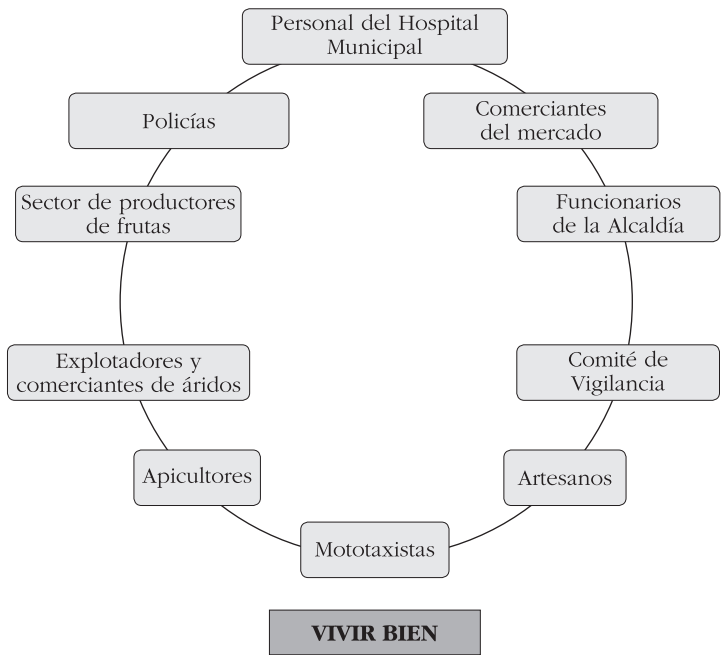 Personal del Hospital
Municipal
Policías
Comerciantes
del mercado
Sector de productores
de frutas
Funcionarios
de la Alcaldía
Explotadores y
comerciantes de áridos
Comité de
Vigilancia
Apicultores
Artesanos
Mototaxistas
VIVIR BIEN